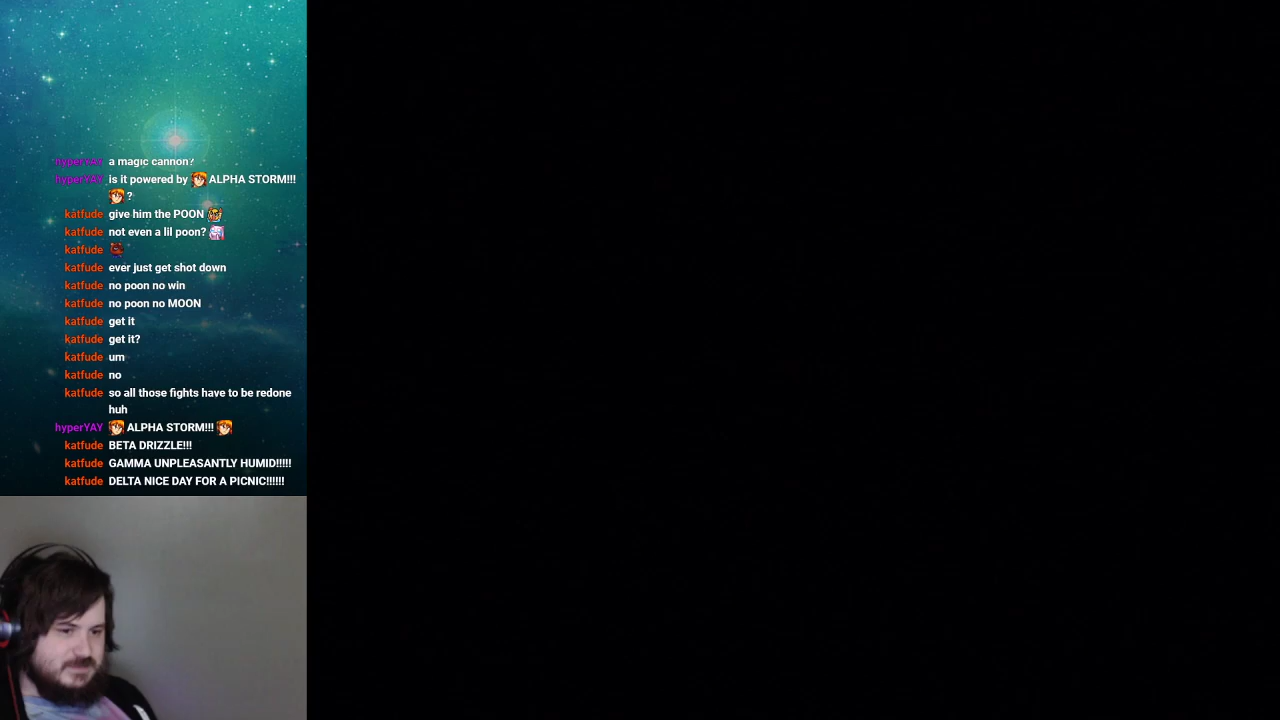 hyperYAY a magic cannon?
hyperYAY is it powered by ALPHA STORM!!!
?
katfude give him the POON
katfude not even a lil poon?
katfude
katfude ever just get shot down
katfude no poon no win
katfude no poon no MOON
katfude get it
katfude get it?
katfude um
katfude no
katfude so all those fights have to be redone
huh
hyperYAY ALPHA STORM!!!
katfude BETA DRIZZLE!!!
katfude GAMMA UNPLEASANTLY HUMID!!!!!
katfude DELTA NICE DAY FOR A PICNIC!!!!!!